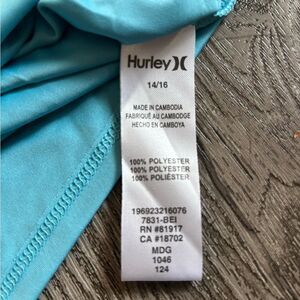 Hurley
14/16
MADE IN CAMBODIA
FABRIQUÉ AU CAMBODGE
HECHO EN CAMBOYA
100% POLYESTER
100% POLYESTER
100% POLIÉSTER
196923216076
7831-BEI
RN #81917
CA #18702
MDG
1046
124